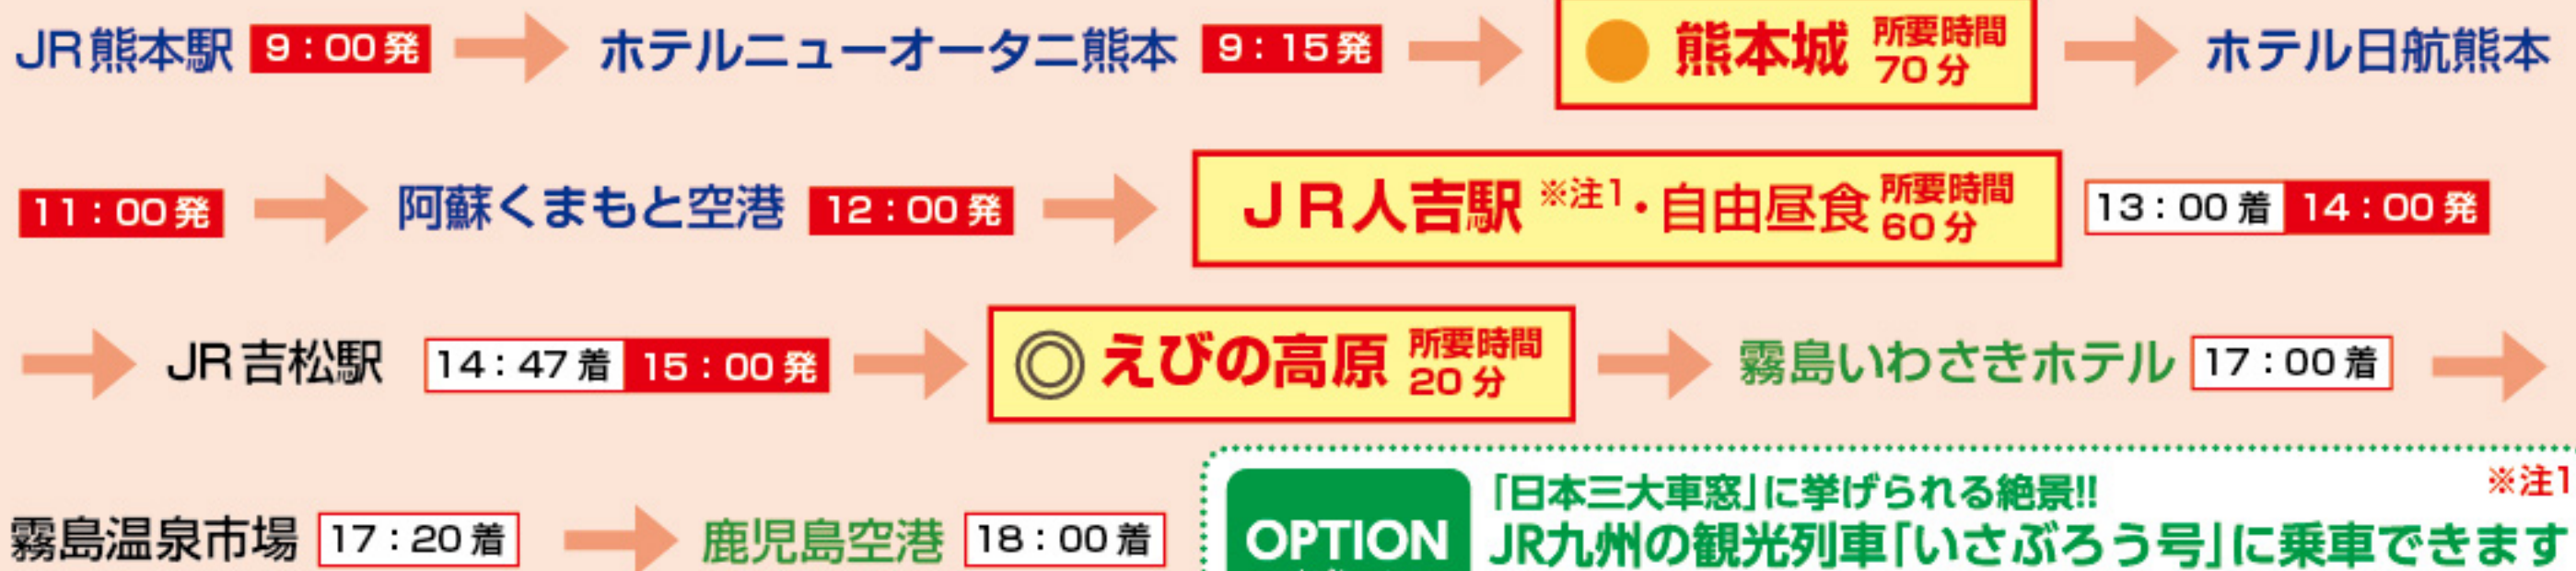 JR熊本駅 9：00発 ホテルニューオータニ熊本 9：15発 熊本城 所要時間 70分 ホテル日航熊本
11：00発 阿蘇くまもと空港 12：00発 JR人吉駅※注1・自由昼食 所要時間 60分 13：00着 14：00発
JR吉松駅 14：47着 15：00発 ◎えびの高原 所要時間 20分 霧島いわさきホテル 17：00着
霧島温泉市場 17：20着 鹿児島空港 18：00着
OPTION
「日本三大車窓」に挙げられる絶景!!
※注1
JR九州の観光列車「いさぶろう号」に乗車できます